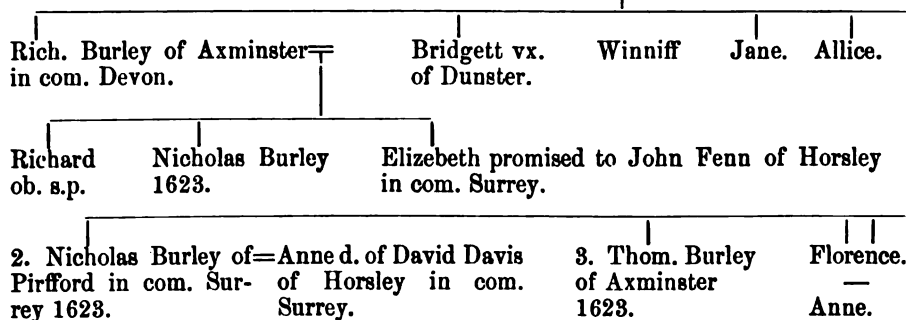 Rich. Burley of Axminster=
in com. Devon.
Bridgett vx.
of Dunster.
Winniff
Jane.
Allice.
Richard
ob. s.p.
Nicholas Burley
1623.
Elizebeth promised to John Fenn of Horsley
in com. Surrey.
2. Nicholas Burley of=
Pirfford in com. Sur-
rey 1623.
Anne d. of David Davis
of Horsley in com.
Surrey.
3. Thom. Burley
of Axminster
1623.
Florence.
—
Anne.